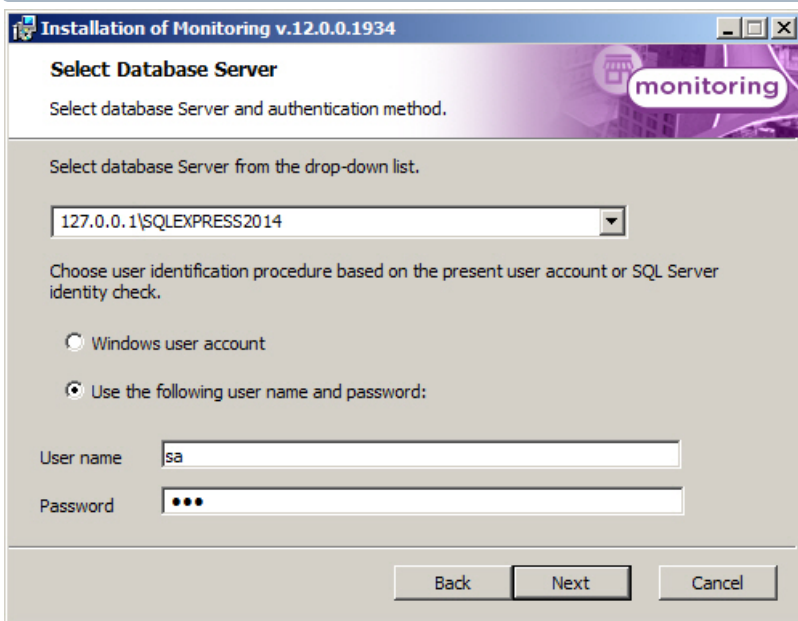 Installation of Monitoring v.12.0.0.1934
Select Database Server
monitoring
Select database Server and authentication method.
Select database Server from the drop-down list.
127.0.0.1\SQLEXPRESS2014
Choose user identification procedure based on the present user account or SQL Server
identity check.
Windows user account
Use the following user name and password:
User name sa
Password •••
Back Next Cancel